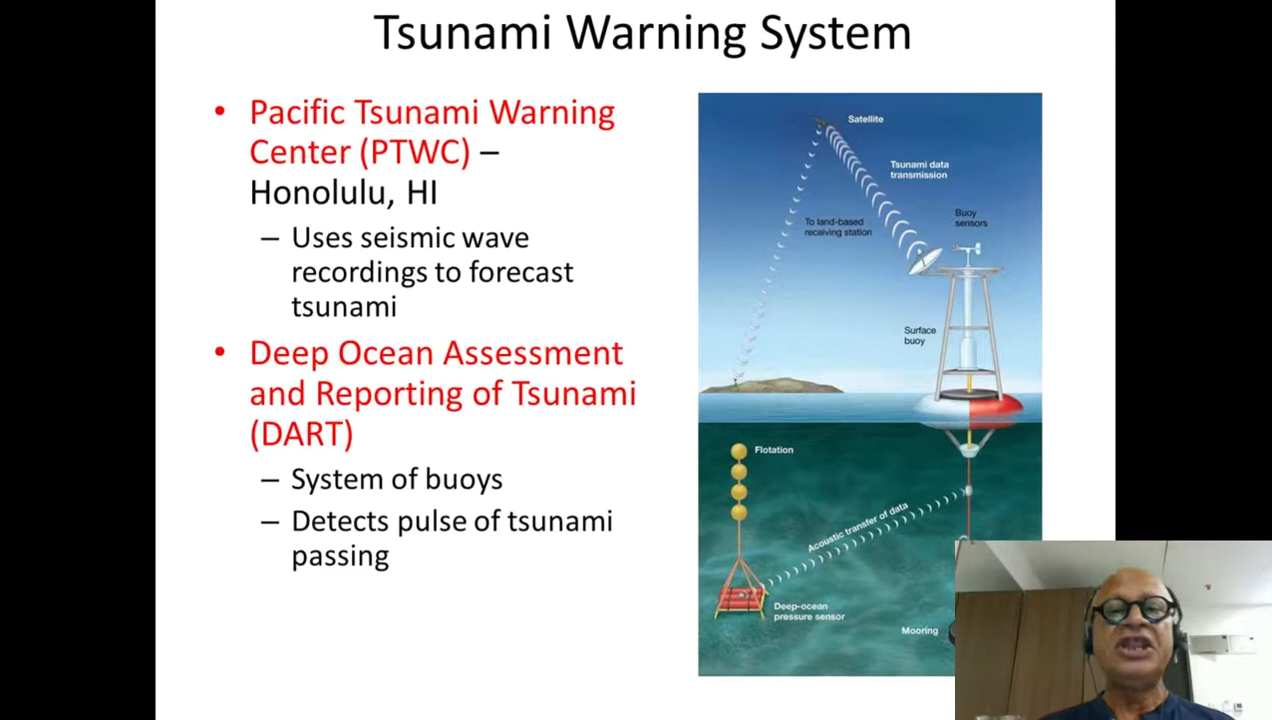 Tsunami Warning System
• Pacific Tsunami Warning
Center (PTWC) –
Honolulu, HI
– Uses seismic wave
recordings to forecast
tsunami
• Deep Ocean Assessment
and Reporting of Tsunami
(DART)
– System of buoys
– Detects pulse of tsunami
passing
Satellite
Tsunami data
transmission
To land-based
receiving station
Buoy
sensors
Surface
buoy
Flotation
Acoustic transfer of data
Deep-ocean
pressure sensor
Mooring